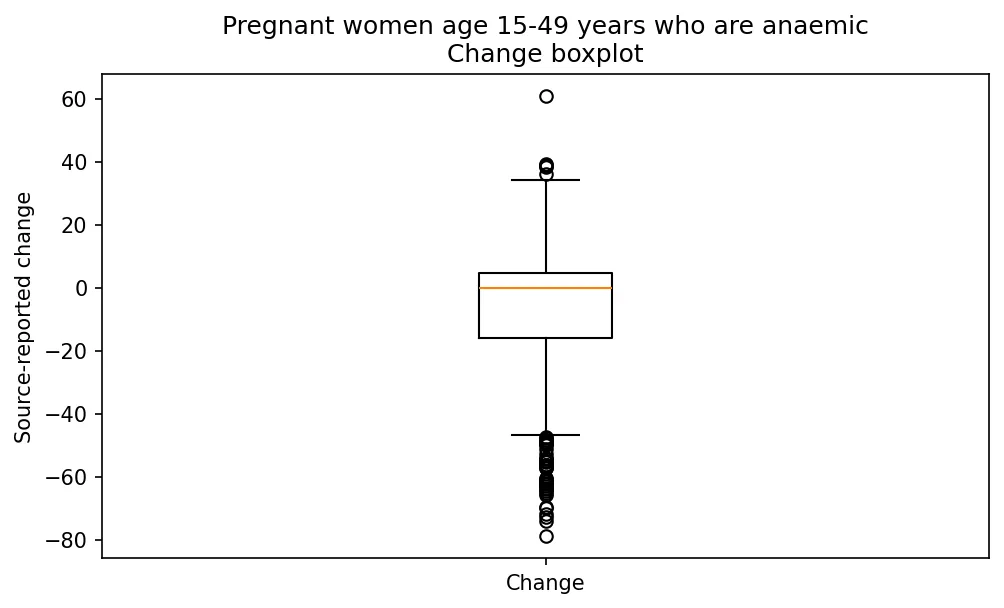 Pregnant women age 15-49 years who are anaemic
Change boxplot
Source-reported change
60
40
20
0
−20
−40
−60
−80
Change